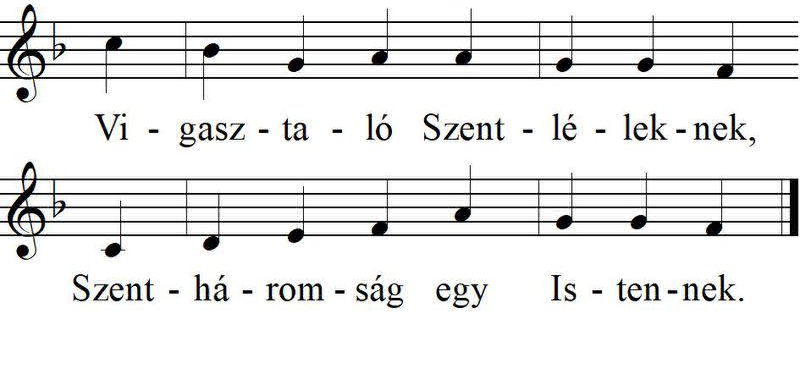 Vi - gasz - ta - ló Szent - lé - lek - nek,
Szent - há - rom - ság egy Is - ten - nek.